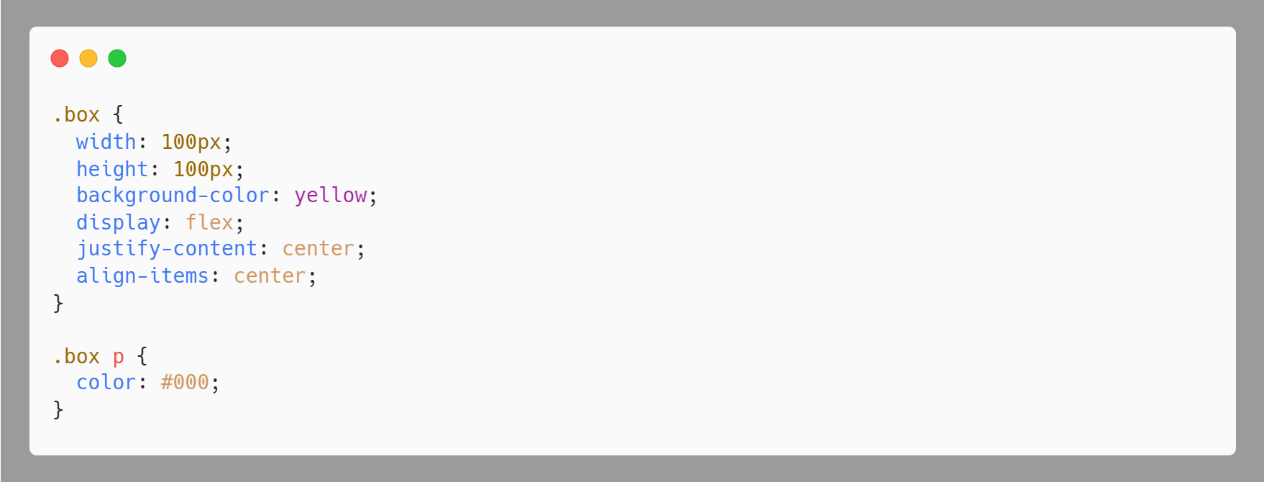 .box {
  width: 100px;
  height: 100px;
  background-color: yellow;
  display: flex;
  justify-content: center;
  align-items: center;
}

.box p {
  color: #000;
}